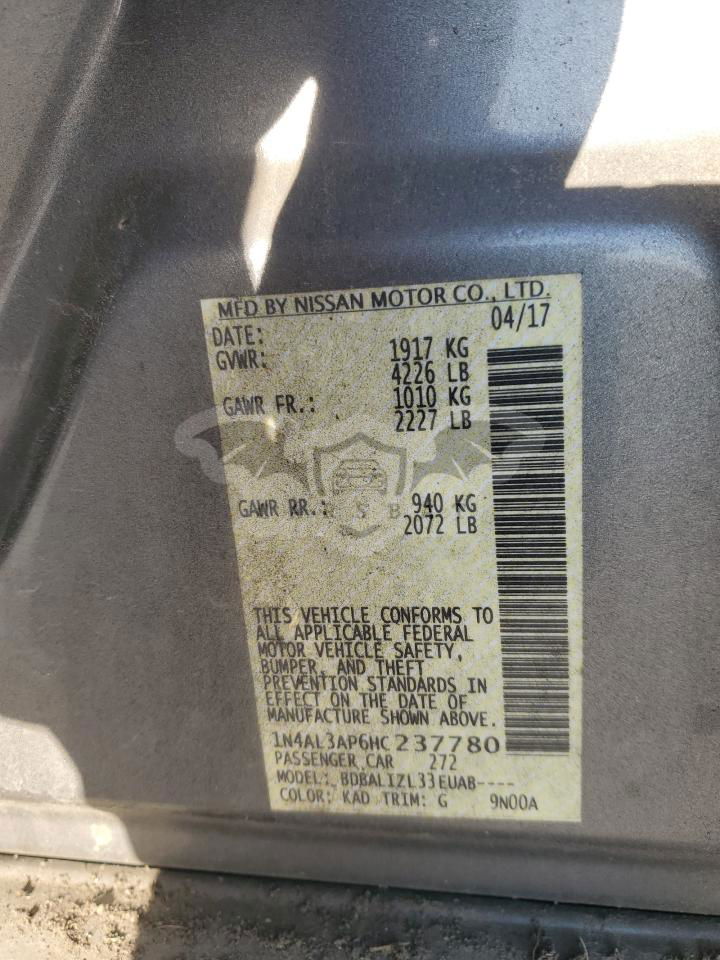 MFD BY NISSAN MOTOR CO., LTD.
DATE: 04/17
GVWR: 1917 KG
4226 LB
GAWR FR.: 1010 KG
2227 LB
GAWR RR.: 940 KG
2072 LB
THIS VEHICLE CONFORMS TO
ALL APPLICABLE FEDERAL
MOTOR VEHICLE SAFETY,
BUMPER, AND THEFT
PREVENTION STANDARDS IN
EFFECT ON THE DATE OF
MANUFACTURE SHOWN ABOVE.
1N4AL3AP6HC237780
PASSENGER CAR 272
MODEL: BDBALIZL33EUAB----
COLOR: KAD TRIM: G 9N00A